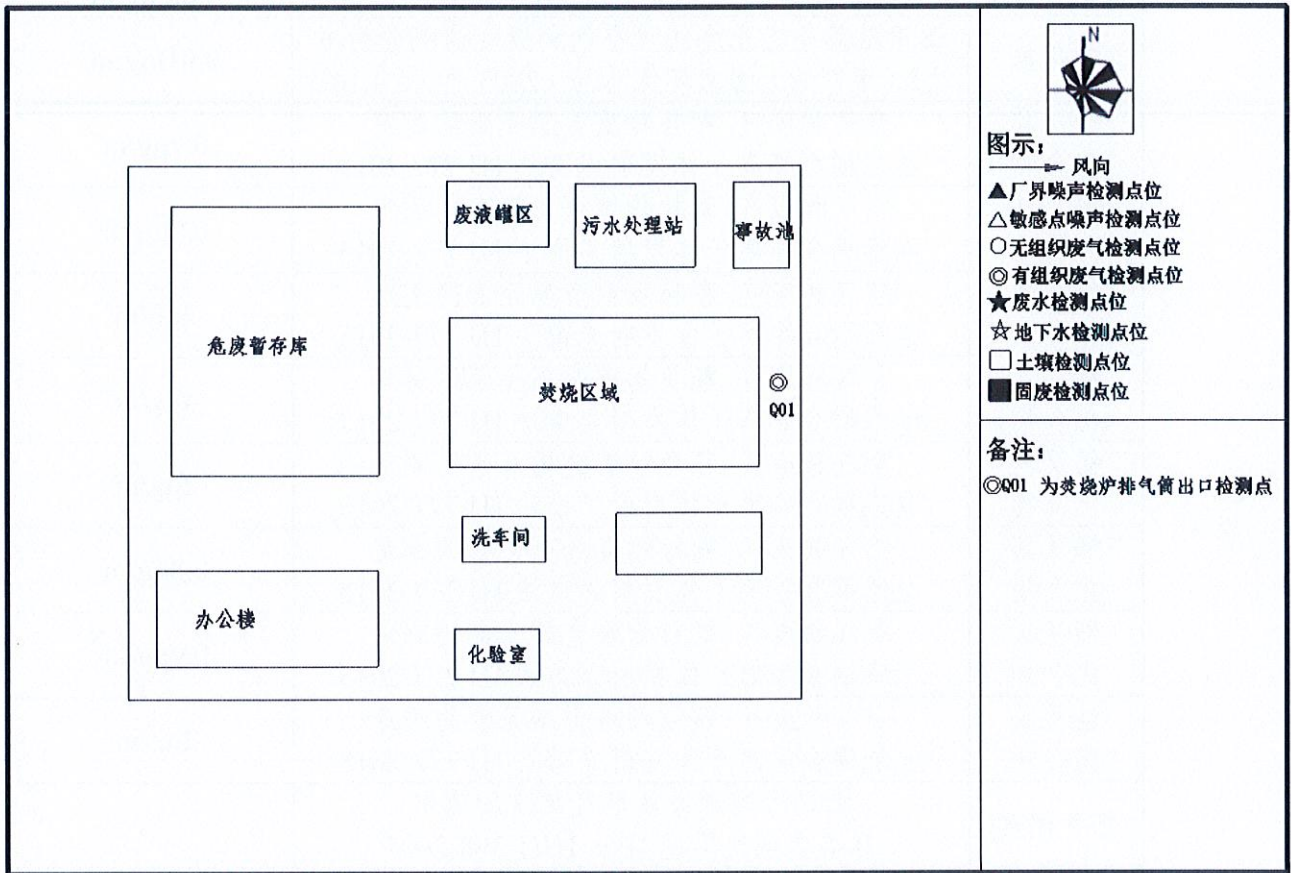 N
图示：
风向
▲厂界噪声检测点位
△敏感点噪声检测点位
○无组织废气检测点位
◎有组织废气检测点位
★废水检测点位
☆地下水检测点位
□土壤检测点位
■固废检测点位
备注：
◎Q01 为焚烧炉排气筒出口检测点
废液罐区
污水处理站
事故池
危废暂存库
焚烧区域
◎
Q01
洗车间
办公楼
化验室